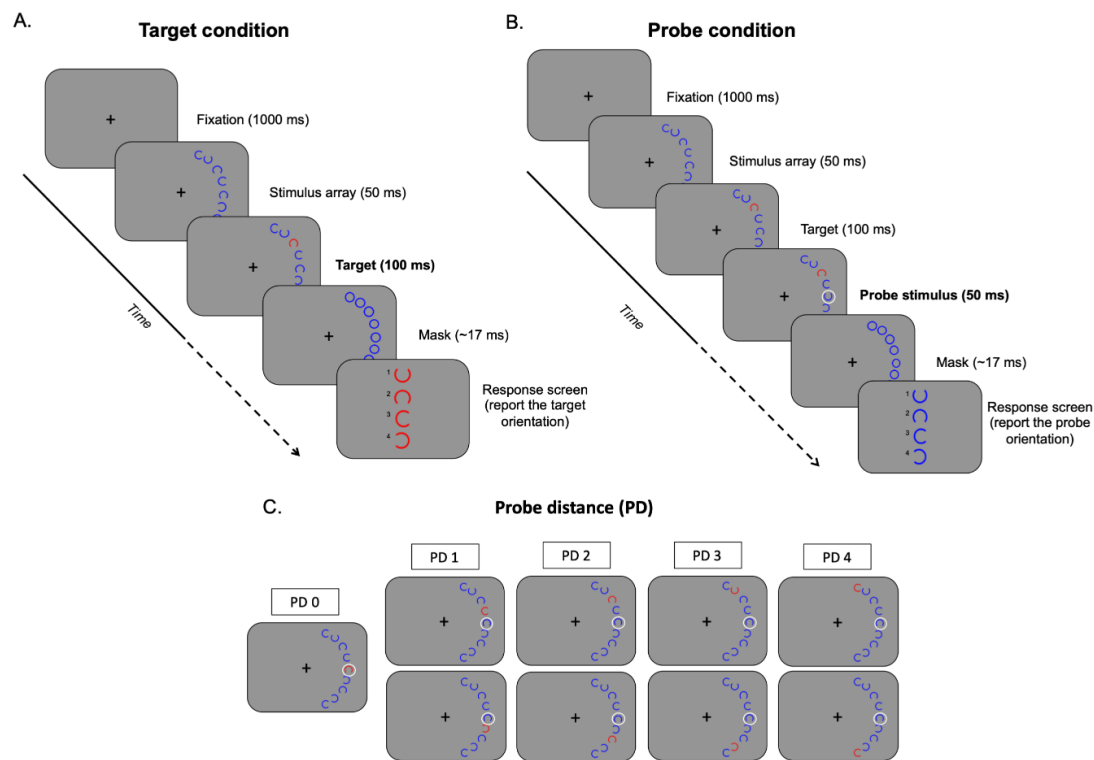 A.
Target condition
Fixation (1000 ms)
Stimulus array (50 ms)
Target (100 ms)
Mask (~17 ms)
Time
1
2
3
4
Response screen
(report the target
orientation)
B.
Probe condition
Fixation (1000 ms)
Stimulus array (50 ms)
Target (100 ms)
Probe stimulus (50 ms)
Mask (~17 ms)
Time
1
2
3
4
Response screen
(report the probe
orientation)
C.
Probe distance (PD)
PD 0
PD 1
PD 2
PD 3
PD 4